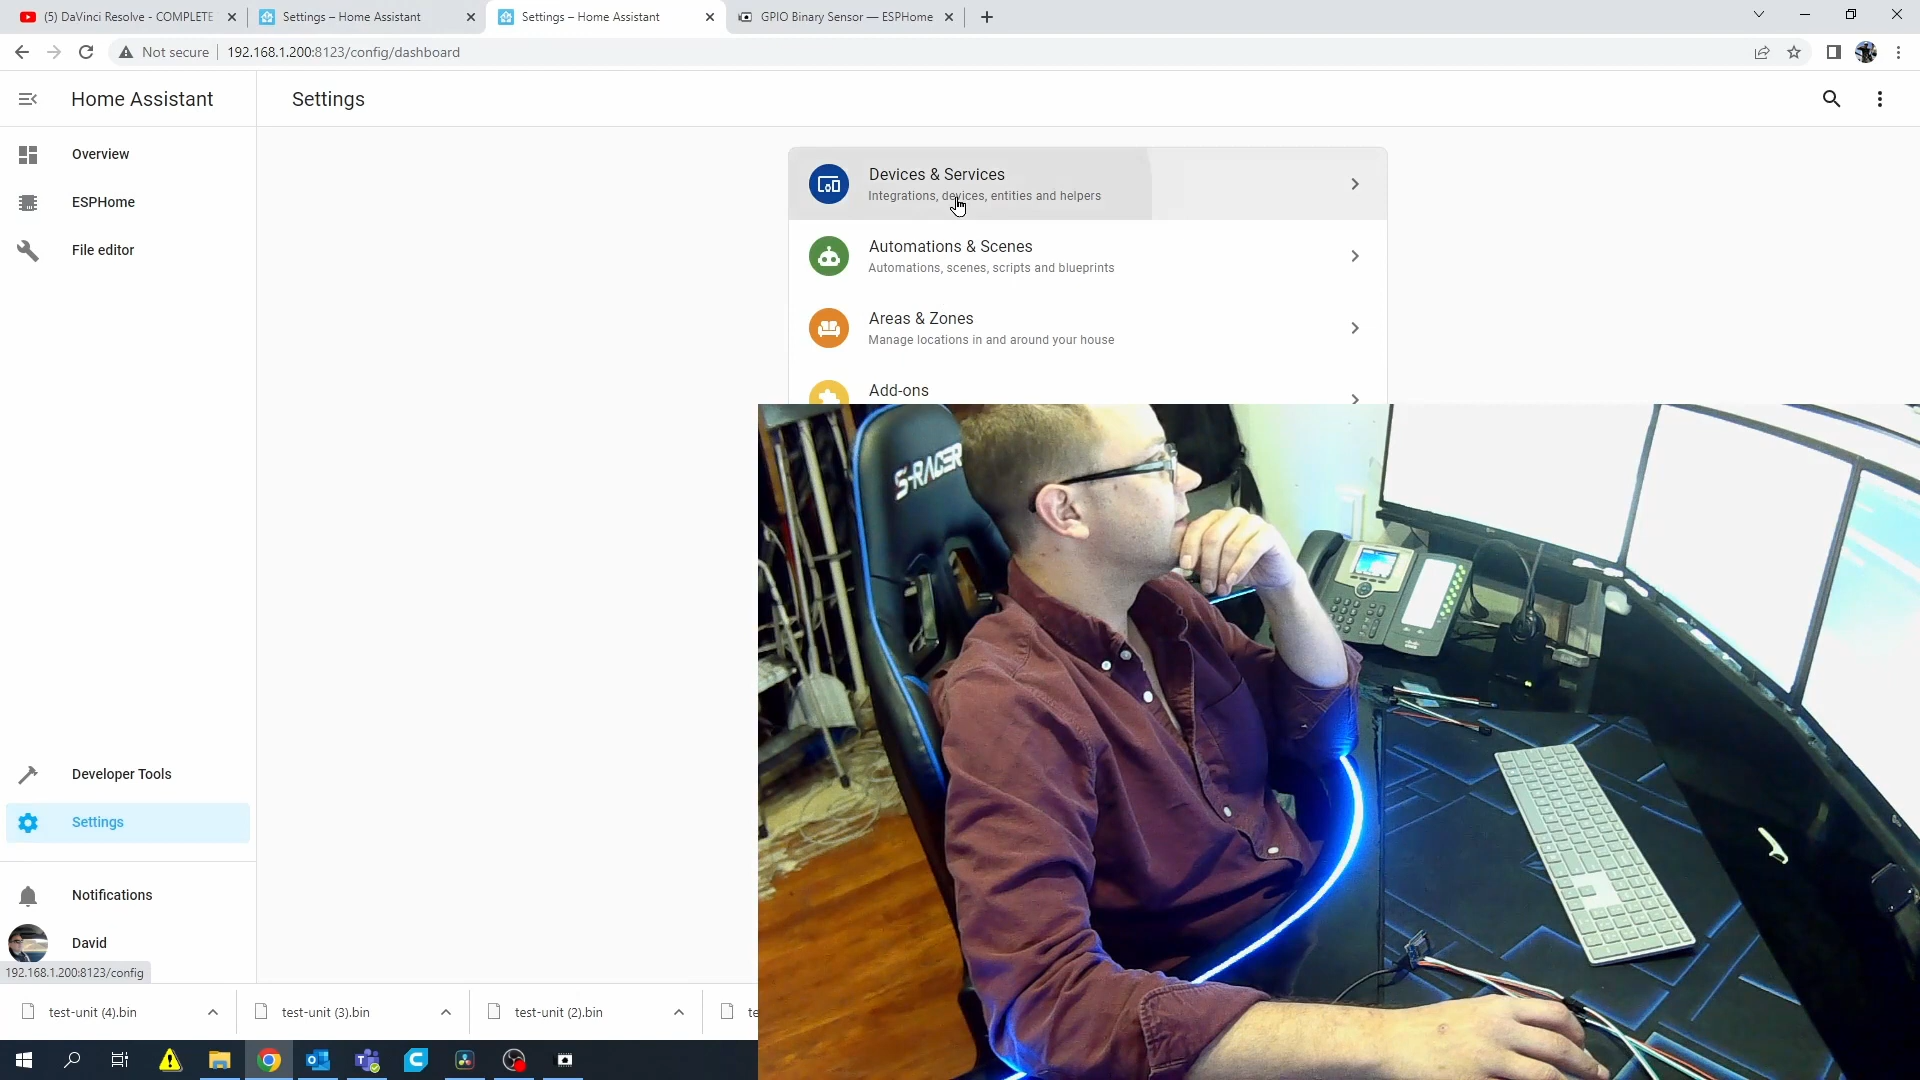 (5) DaVinci Resolve - COMPLETE
Settings – Home Assistant
Settings – Home Assistant
GPIO Binary Sensor — ESPHome
Not secure
192.168.1.200:8123/config/dashboard
Home Assistant
Settings
Overview
ESPHome
File editor
Developer Tools
Settings
Notifications
David
192.168.1.200:8123/config
Devices & Services
Integrations, devices, entities and helpers
Automations & Scenes
Automations, scenes, scripts and blueprints
Areas & Zones
Manage locations in and around your house
Add-ons
S-RACER
test-unit (4).bin
test-unit (3).bin
test-unit (2).bin
te